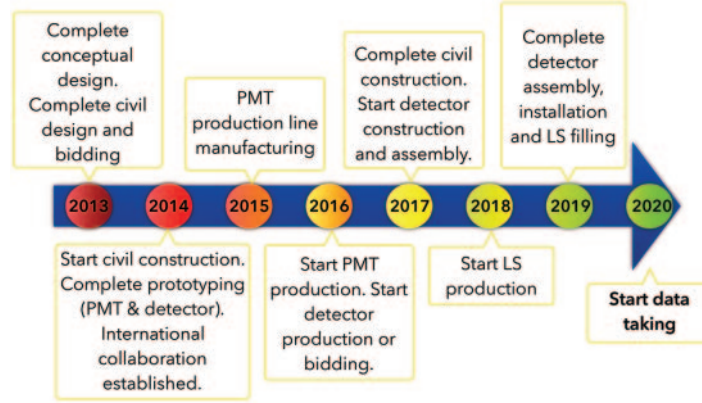 Complete
conceptual
design.
Complete civil
design and
bidding
PMT
production line
manufacturing
Complete civil
construction.
Start detector
construction
and assembly.
Complete
detector
assembly,
installation
and LS filling
2013
2014
2015
2016
2017
2018
2019
2020
Start civil construction.
Complete prototyping
(PMT & detector).
International
collaboration
established.
Start PMT
production. Start
detector
production or
bidding.
Start LS
production
Start data
taking